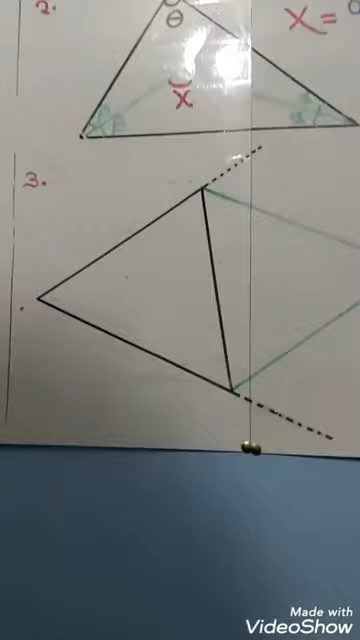 2.
θ
X =
x
3.
Made with
VideoShow